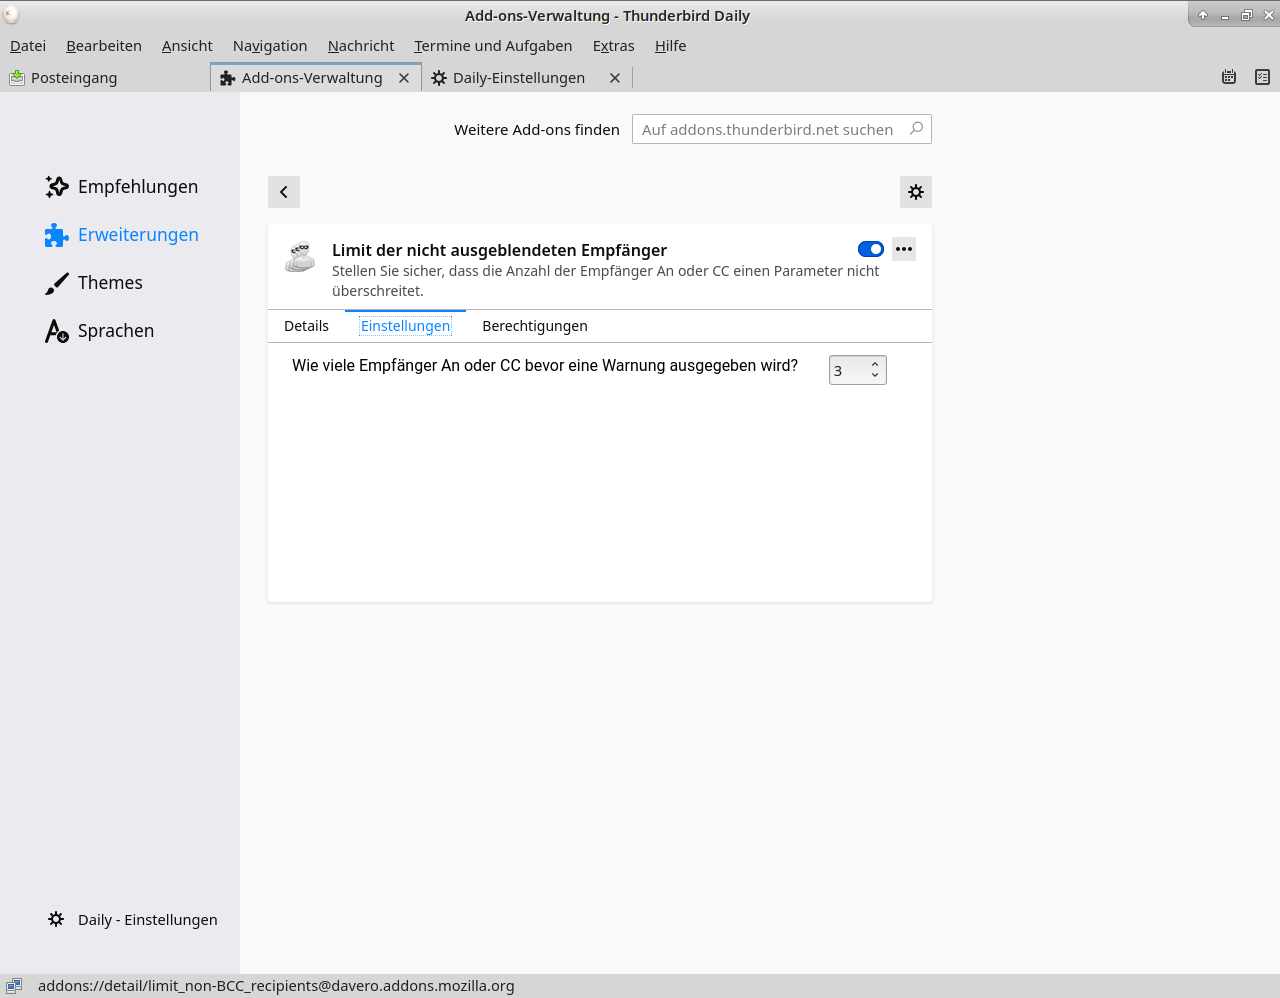 Add-ons-Verwaltung - Thunderbird Daily
Datei Bearbeiten Ansicht Navigation Nachricht Termine und Aufgaben Extras Hilfe
Posteingang Add-ons-Verwaltung Daily-Einstellungen
Weitere Add-ons finden Auf addons.thunderbird.net suchen
Empfehlungen
Erweiterungen
Themes
Sprachen
Limit der nicht ausgeblendeten Empfänger
Stellen Sie sicher, dass die Anzahl der Empfänger An oder CC einen Parameter nicht
überschreitet.
Details Einstellungen Berechtigungen
Wie viele Empfänger An oder CC bevor eine Warnung ausgegeben wird? 3
Daily - Einstellungen
addons://detail/limit_non-BCC_recipients@davero.addons.mozilla.org